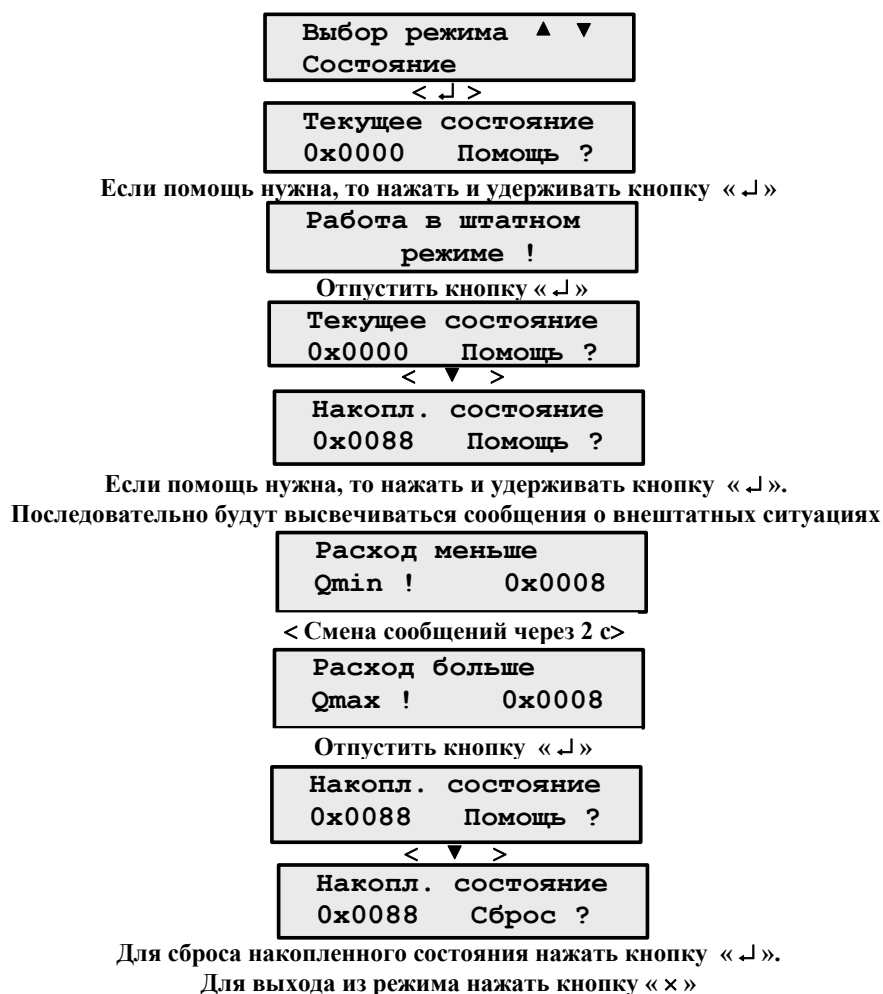 Выбор режима ▲ ▼
Состояние
< ↵ >
Текущее состояние
0x0000 Помощь ?
Если помощь нужна, то нажать и удерживать кнопку « ↵ »
Работа в штатном
режиме !
Отпустить кнопку « ↵ »
Текущее состояние
0x0000 Помощь ?
< ▼ >
Накопл. состояние
0x0088 Помощь ?
Если помощь нужна, то нажать и удерживать кнопку « ↵ ».
Последовательно будут высвечиваться сообщения о внештатных ситуациях
Расход меньше
Qmin ! 0x0008
< Смена сообщений через 2 с>
Расход больше
Qmax ! 0x0008
Отпустить кнопку « ↵ »
Накопл. состояние
0x0088 Помощь ?
< ▼ >
Накопл. состояние
0x0088 Сброс ?
Для сброса накопленного состояния нажать кнопку « ↵ ».
Для выхода из режима нажать кнопку « × »